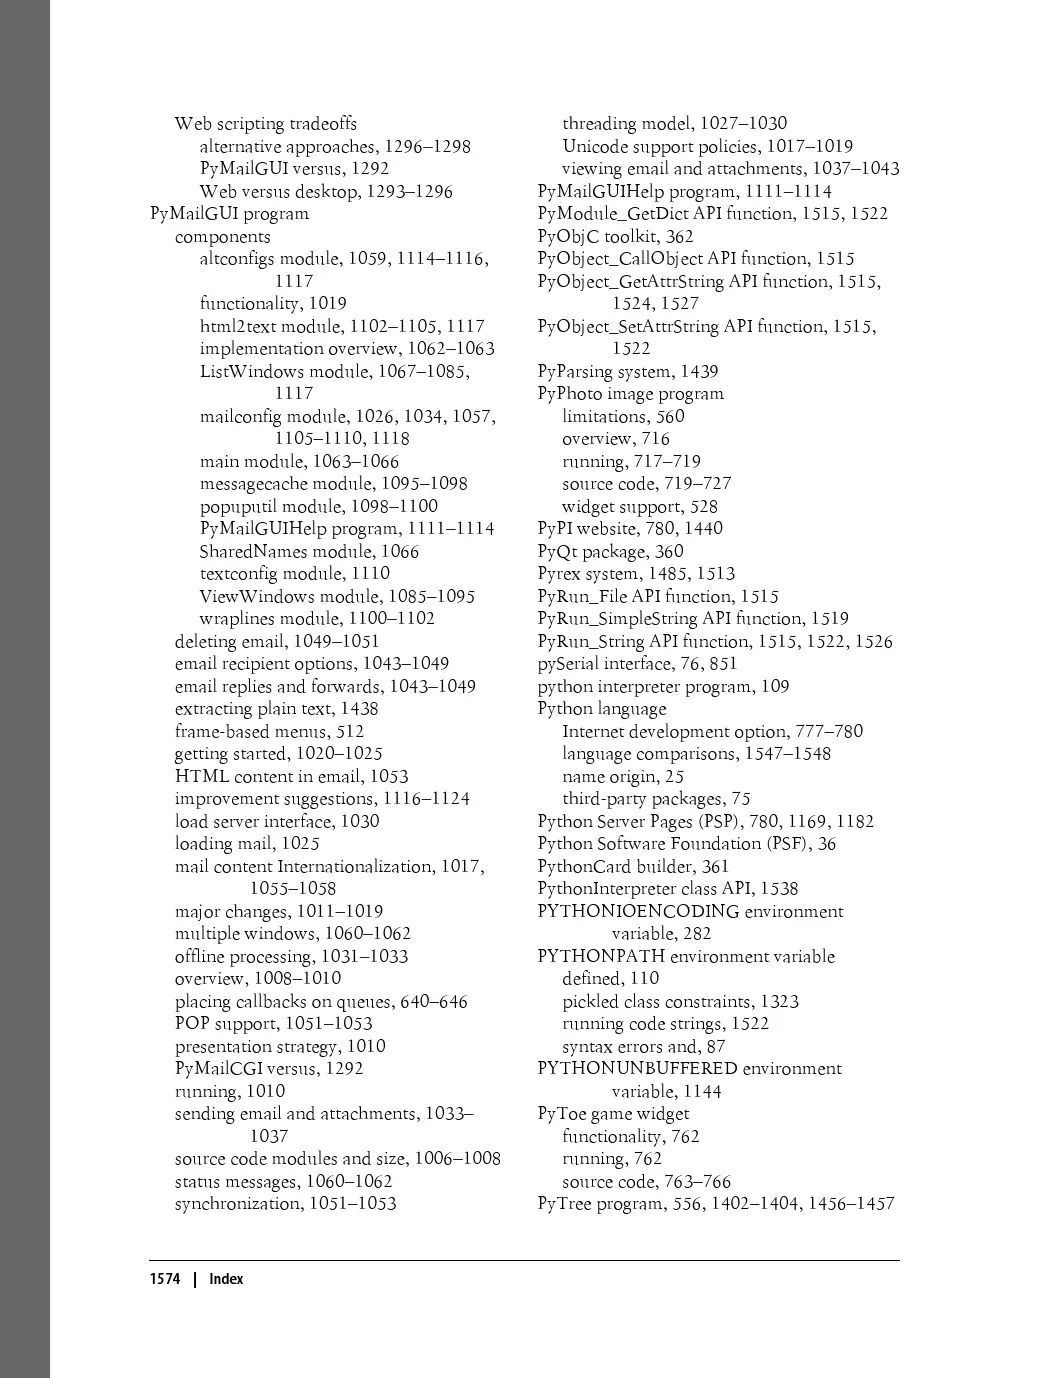 Web scripting tradeoffs
alternative approaches, 1296–1298
PyMailGUI versus, 1292
Web versus desktop, 1293–1296
PyMailGUI program
components
altconfigs module, 1059, 1114–1116,
1117
functionality, 1019
html2text module, 1102–1105, 1117
implementation overview, 1062–1063
ListWindows module, 1067–1085,
1117
mailconfig module, 1026, 1034, 1057,
1105–1110, 1118
main module, 1063–1066
messagecache module, 1095–1098
popuputil module, 1098–1100
PyMailGUIHelp program, 1111–1114
SharedNames module, 1066
textconfig module, 1110
ViewWindows module, 1085–1095
wraplines module, 1100–1102
deleting email, 1049–1051
email recipient options, 1043–1049
email replies and forwards, 1043–1049
extracting plain text, 1438
frame-based menus, 512
getting started, 1020–1025
HTML content in email, 1053
improvement suggestions, 1116–1124
load server interface, 1030
loading mail, 1025
mail content Internationalization, 1017,
1055–1058
major changes, 1011–1019
multiple windows, 1060–1062
offline processing, 1031–1033
overview, 1008–1010
placing callbacks on queues, 640–646
POP support, 1051–1053
presentation strategy, 1010
PyMailCGI versus, 1292
running, 1010
sending email and attachments, 1033–
1037
source code modules and size, 1006–1008
status messages, 1060–1062
synchronization, 1051–1053
threading model, 1027–1030
Unicode support policies, 1017–1019
viewing email and attachments, 1037–1043
PyMailGUIHelp program, 1111–1114
PyModule_GetDict API function, 1515, 1522
PyObjC toolkit, 362
PyObject_CallObject API function, 1515
PyObject_GetAttrString API function, 1515,
1524, 1527
PyObject_SetAttrString API function, 1515,
1522
PyParsing system, 1439
PyPhoto image program
limitations, 560
overview, 716
running, 717–719
source code, 719–727
widget support, 528
PyPI website, 780, 1440
PyQt package, 360
Pyrex system, 1485, 1513
PyRun_File API function, 1515
PyRun_SimpleString API function, 1519
PyRun_String API function, 1515, 1522, 1526
pySerial interface, 76, 851
python interpreter program, 109
Python language
Internet development option, 777–780
language comparisons, 1547–1548
name origin, 25
third-party packages, 75
Python Server Pages (PSP), 780, 1169, 1182
Python Software Foundation (PSF), 36
PythonCard builder, 361
PythonInterpreter class API, 1538
PYTHONIOENCODING environment
variable, 282
PYTHONPATH environment variable
defined, 110
pickled class constraints, 1323
running code strings, 1522
syntax errors and, 87
PYTHONUNBUFFERED environment
variable, 1144
PyToe game widget
functionality, 762
running, 762
source code, 763–766
PyTree program, 556, 1402–1404, 1456–1457
1574 | Index